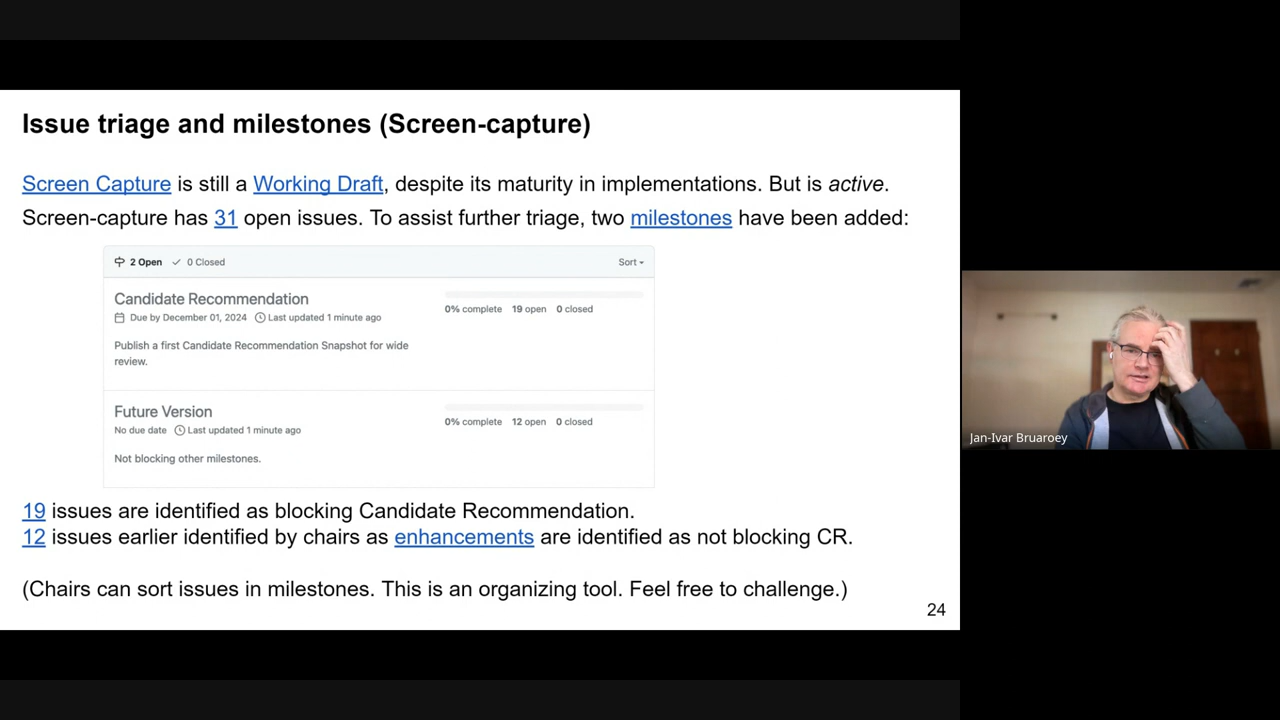 Issue triage and milestones (Screen-capture)
Screen Capture is still a Working Draft, despite its maturity in implementations. But is active.
Screen-capture has 31 open issues. To assist further triage, two milestones have been added:
2 Open 0 Closed Sort
Candidate Recommendation
0% complete 19 open 0 closed
Due by December 01, 2024 Last updated 1 minute ago
Publish a first Candidate Recommendation Snapshot for wide
review.
Future Version
0% complete 12 open 0 closed
No due date Last updated 1 minute ago
Not blocking other milestones.
19 issues are identified as blocking Candidate Recommendation.
12 issues earlier identified by chairs as enhancements are identified as not blocking CR.
(Chairs can sort issues in milestones. This is an organizing tool. Feel free to challenge.)
24
Jan-Ivar Bruaroey